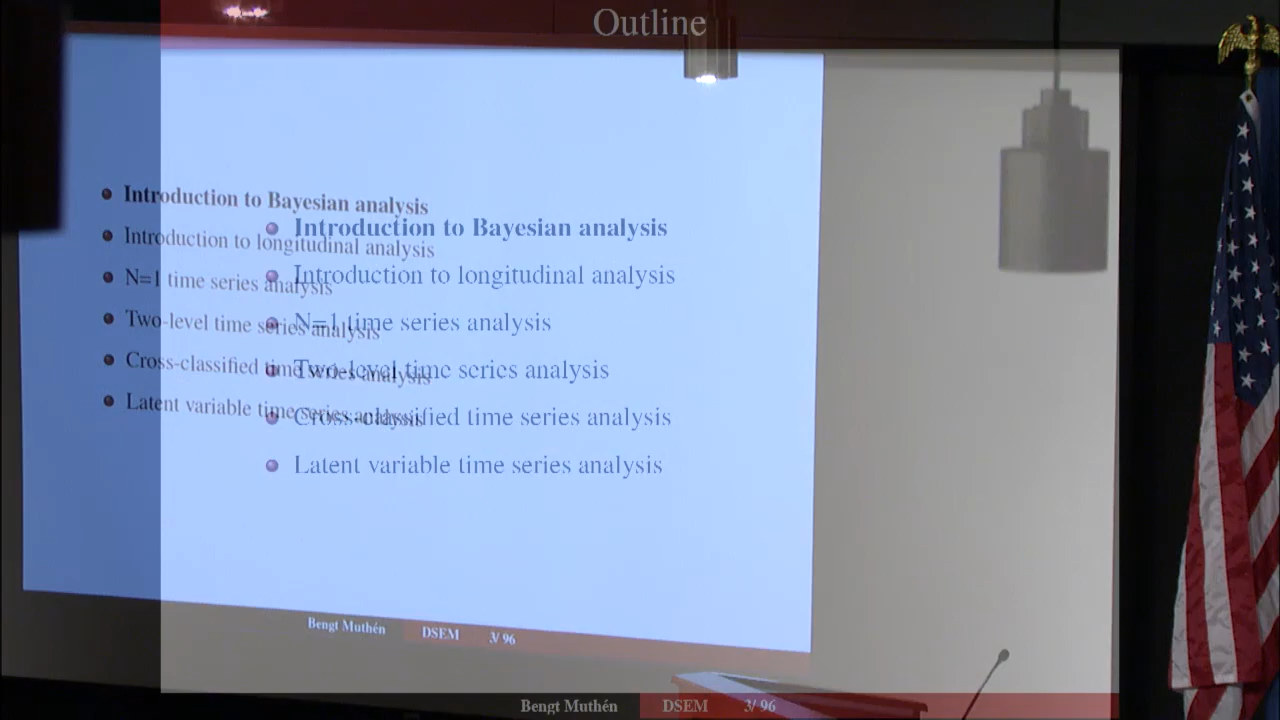 Outline
Introduction to Bayesian analysis
Introduction to longitudinal analysis
N=1 time series analysis
Two-level time series analysis
Cross-classified time series analysis
Latent variable time series analysis
Bengt Muthén DSEM 3/ 96
Introduction to Bayesian analysis
Introduction to longitudinal analysis
N=1 time series analysis
Two-level time series analysis
Cross-classified time series analysis
Latent variable time series analysis
Bengt Muthén DSEM 3/ 96